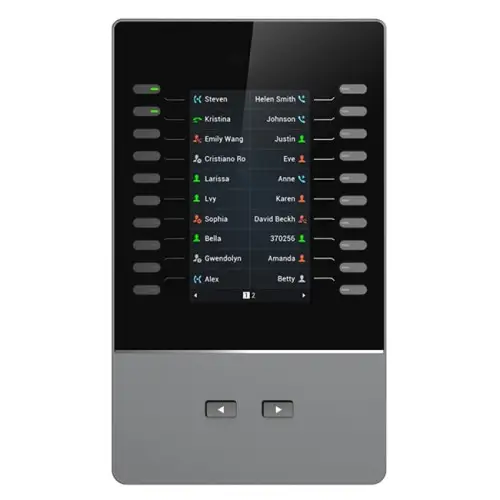 Steven Helen Smith
Kristina Johnson
Emily Wang Justin
Cristiano Ro Eve
Larissa Anne
Lvy Karen
Sophia David Beckh
Bella 370256
Gwendolyn Amanda
Alex Betty
1 2